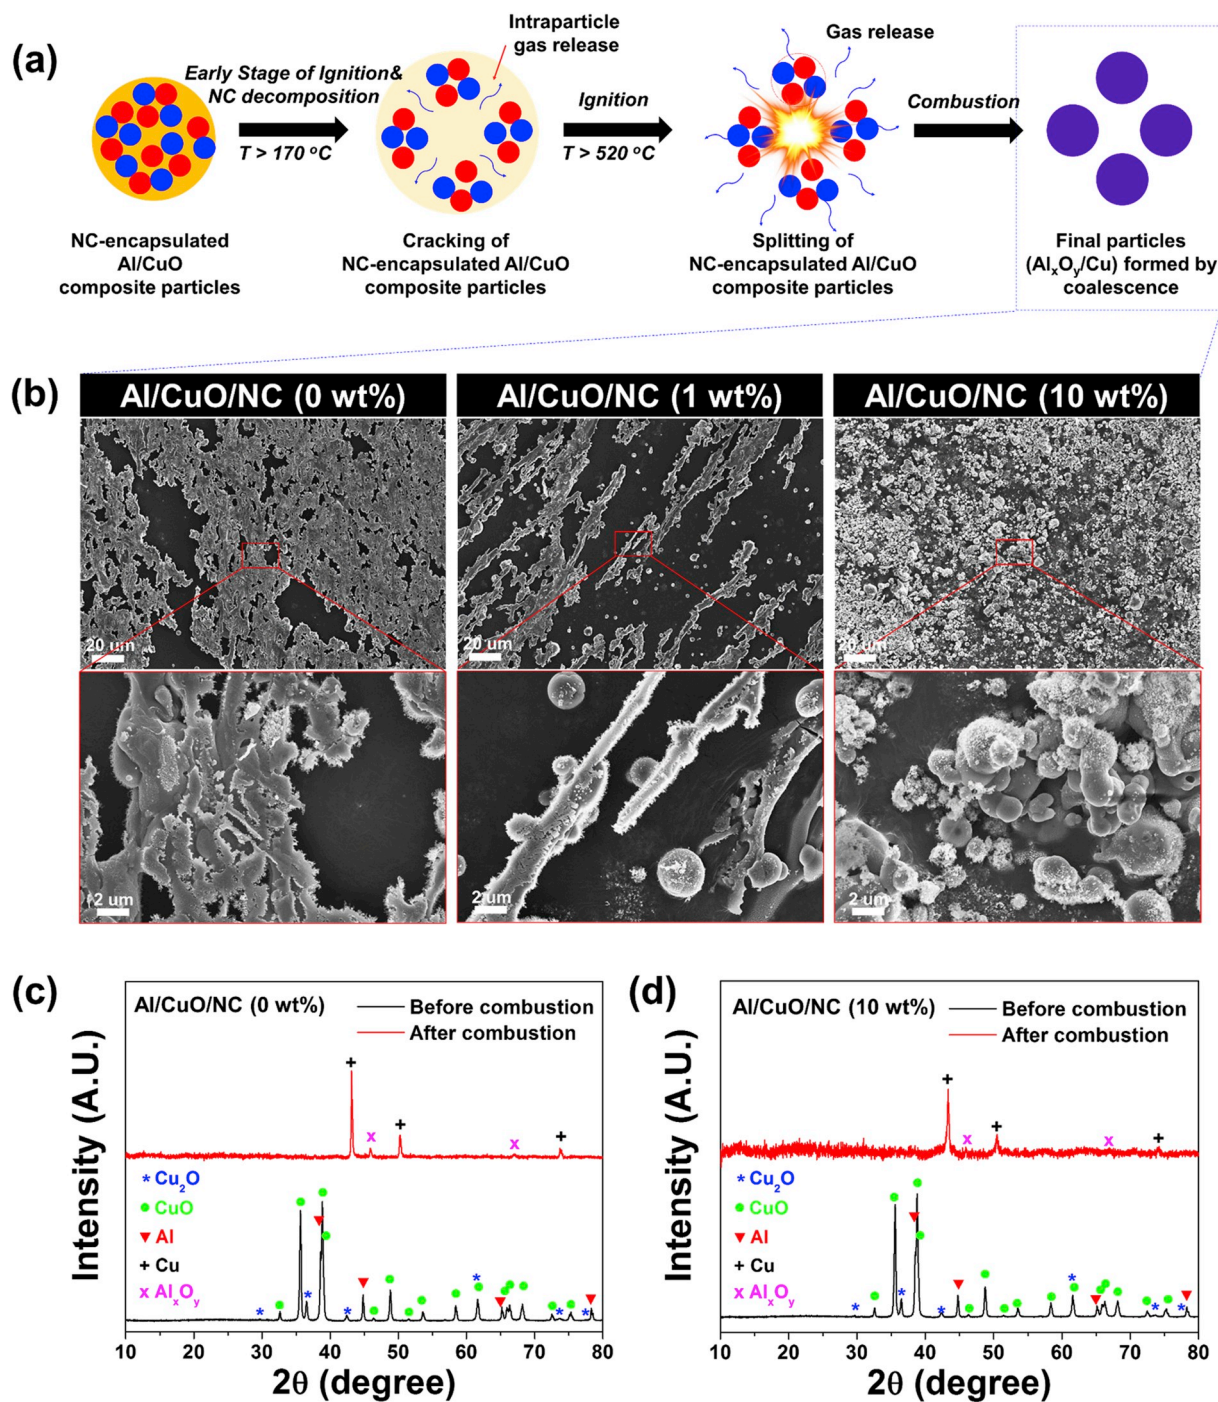 (a)
Early Stage of Ignition&
NC decomposition
T > 170 °C
Intraparticle
gas release
Ignition
T > 520 °C
Gas release
Combustion
NC-encapsulated
Al/CuO
composite particles
Cracking of
NC-encapsulated Al/CuO
composite particles
Splitting of
NC-encapsulated Al/CuO
composite particles
Final particles
(AlxOy/Cu) formed by
coalescence
(b)
Al/CuO/NC (0 wt%)
Al/CuO/NC (1 wt%)
Al/CuO/NC (10 wt%)
20 um
20 um
20 um
2 um
2 um
2 um
(c)
Al/CuO/NC (0 wt%)
Before combustion
After combustion
Intensity (A.U.)
+
x
+
x
+
* Cu2O
CuO
Al
+ Cu
x AlxOy
10 20 30 40 50 60 70 80
2θ (degree)
(d)
Al/CuO/NC (10 wt%)
Before combustion
After combustion
Intensity (A.U.)
+
x
+
x
+
* Cu2O
CuO
Al
+ Cu
x AlxOy
10 20 30 40 50 60 70 80
2θ (degree)